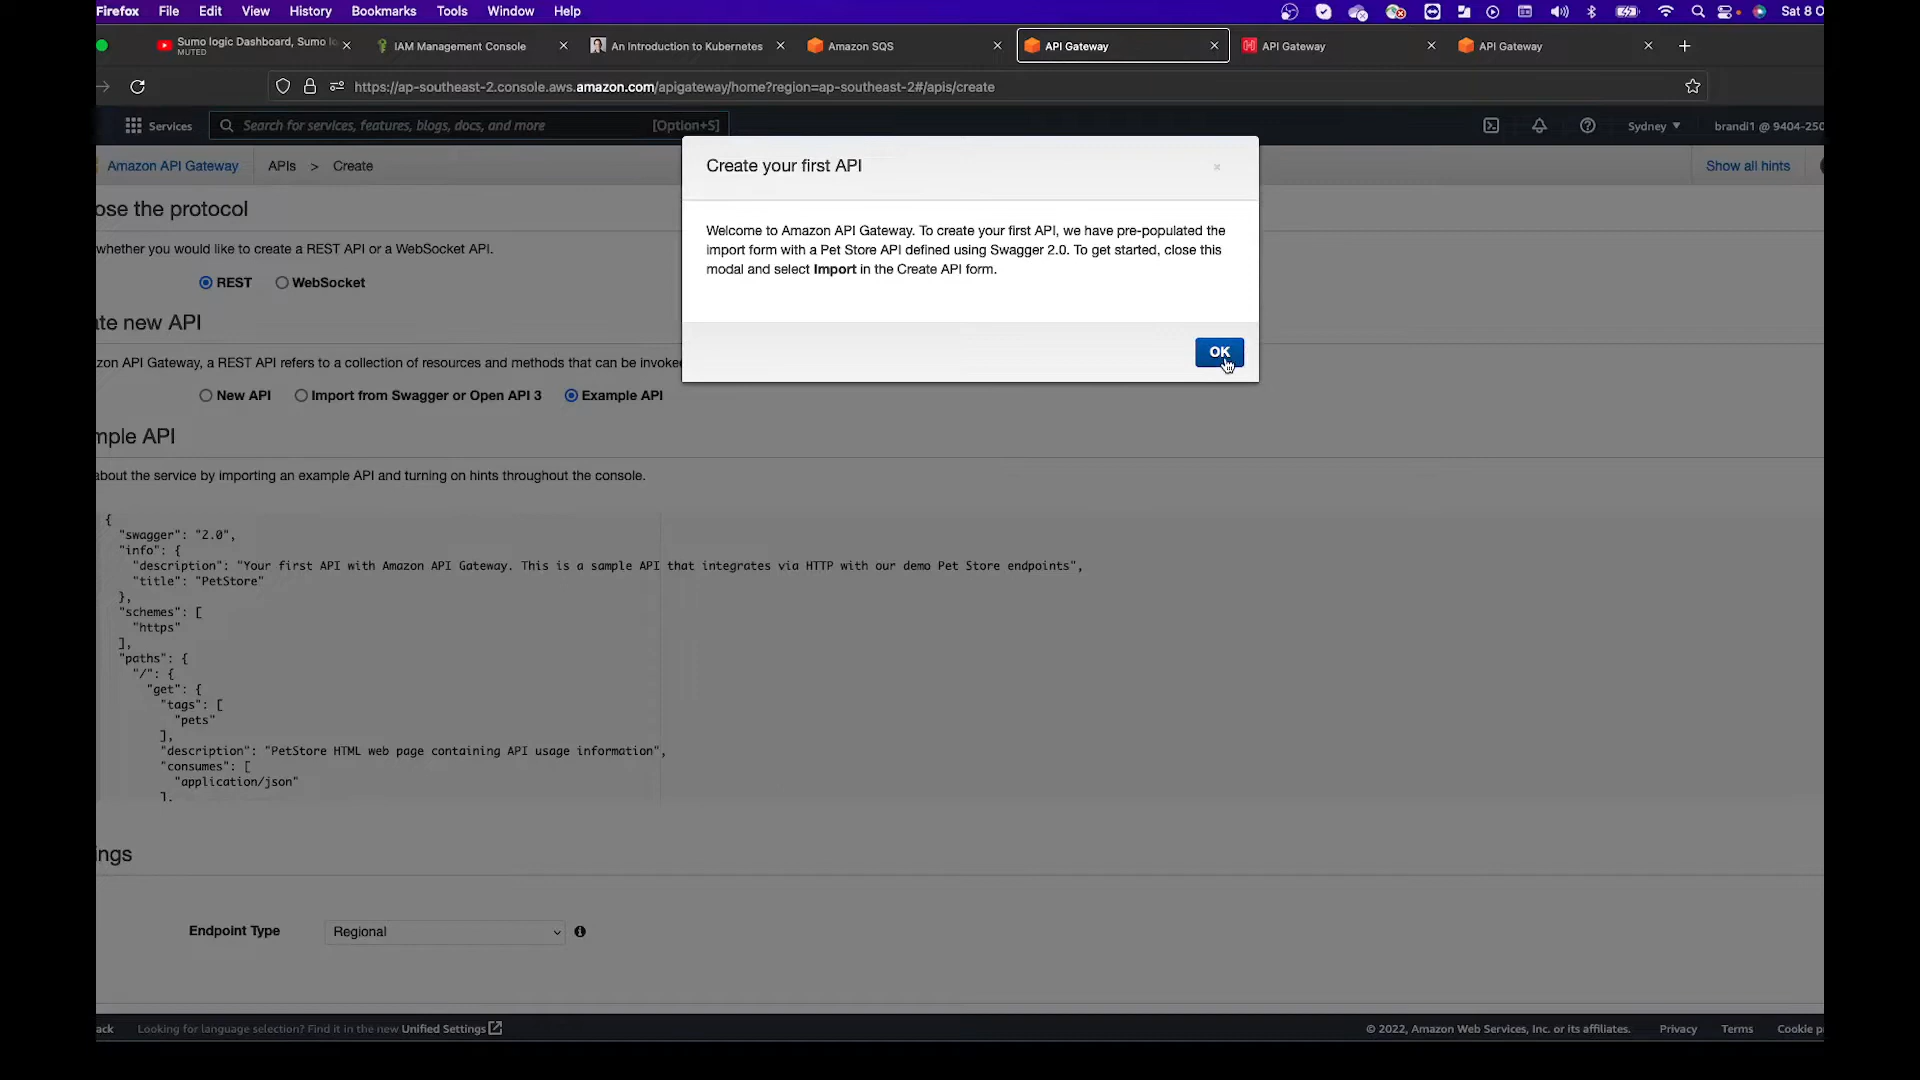 Firefox File Edit View History Bookmarks Tools Window Help Sat 8 O
Sumo logic Dashboard, Sumo lo
MUTED
IAM Management Console
An Introduction to Kubernetes
Amazon SQS
API Gateway
API Gateway
API Gateway
https://ap-southeast-2.console.aws.amazon.com/apigateway/home?region=ap-southeast-2#/apis/create
Services
Search for services, features, blogs, docs, and more [Option+S]
Sydney
brandi1 @ 9404-250
Amazon API Gateway APIs > Create
Show all hints
Create your first API
Welcome to Amazon API Gateway. To create your first API, we have pre-populated the
import form with a Pet Store API defined using Swagger 2.0. To get started, close this
modal and select Import in the Create API form.
OK
ose the protocol
whether you would like to create a REST API or a WebSocket API.
REST WebSocket
te new API
zon API Gateway, a REST API refers to a collection of resources and methods that can be invoke
New API Import from Swagger or Open API 3 Example API
mple API
about the service by importing an example API and turning on hints throughout the console.
{
"swagger": "2.0",
"info": {
"description": "Your first API with Amazon API Gateway. This is a sample API that integrates via HTTP with our demo Pet Store endpoints",
"title": "PetStore"
},
"schemes": [
"https"
],
"paths": {
"/": {
"get": {
"tags": [
"pets"
],
"description": "PetStore HTML web page containing API usage information",
"consumes": [
"application/json"
],
ings
Endpoint Type Regional
ack Looking for language selection? Find it in the new Unified Settings
© 2022, Amazon Web Services, Inc. or its affiliates. Privacy Terms Cookie p